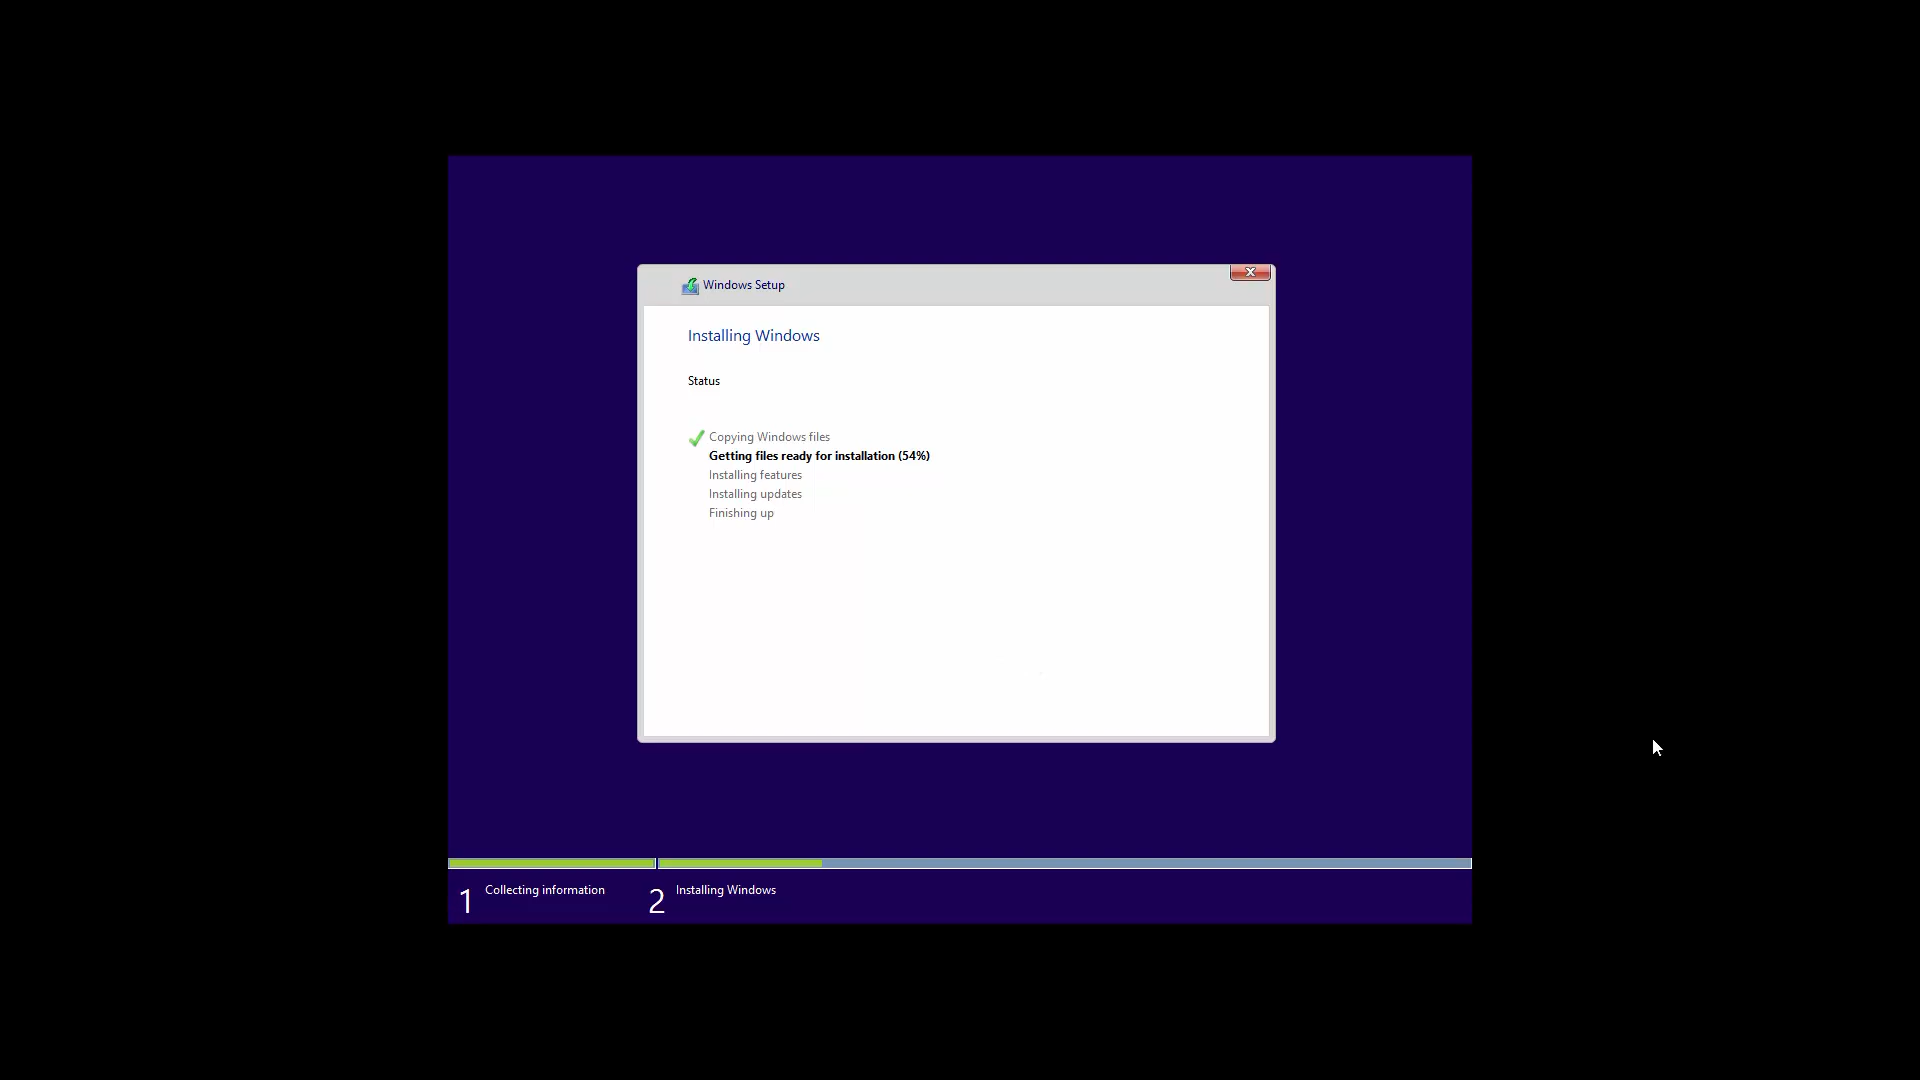 Windows Setup
Installing Windows
Status
Copying Windows files
Getting files ready for installation (54%)
Installing features
Installing updates
Finishing up
1 Collecting information 2 Installing Windows